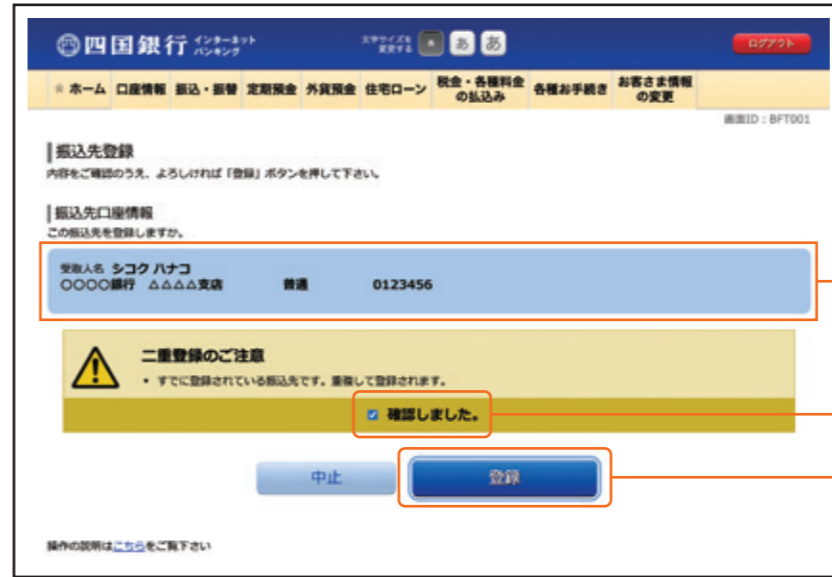 四国銀行 インターネットバンキング 文字サイズを変更する あ あ ログアウト
ホーム 口座情報 振込・振替 定期預金 外貨預金 住宅ローン 税金・各種料金の払込み 各種お手続き お客さま情報の変更
画面ID：BFT001
振込先登録
内容をご確認のうえ、よろしければ「登録」ボタンを押して下さい。
振込先口座情報
この振込先を登録しますか。
受取人名 シコク ハナコ
○○○○銀行 △△△△支店 普通 0123456
二重登録のご注意
・ すでに登録されている振込先です。重複して登録されます。
確認しました。
中止 登録
操作の説明はこちらをご覧下さい